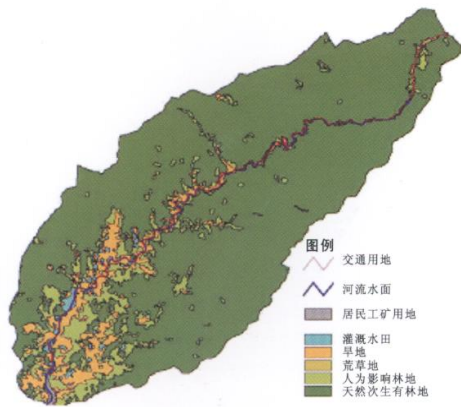 图例
交通用地
河流水面
居民工矿用地
灌溉水田
旱地
荒草地
人为影响林地
天然次生有林地